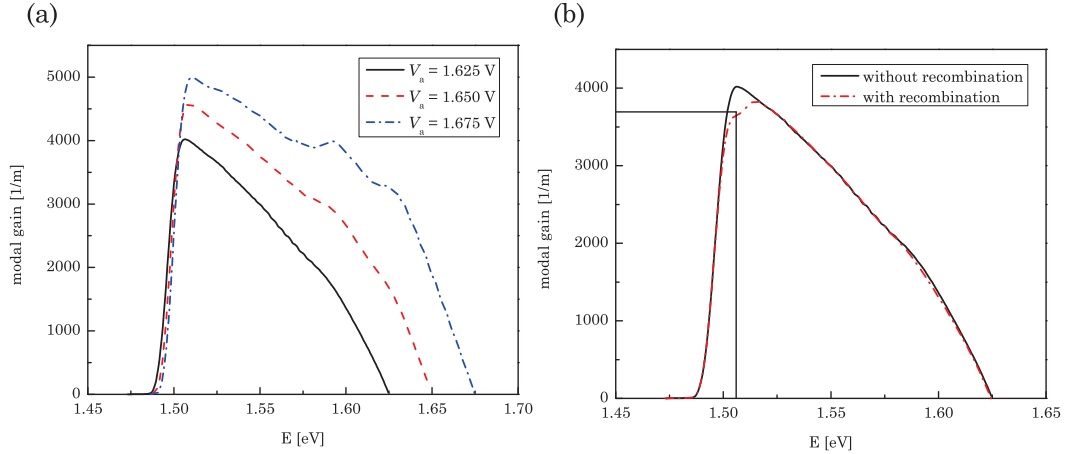 (a)
5000
4000
3000
2000
1000
0
modal gain [1/m]
V_a = 1.625 V
V_a = 1.650 V
V_a = 1.675 V
1.45 1.50 1.55 1.60 1.65 1.70
E [eV]
(b)
4000
3000
2000
1000
0
modal gain [1/m]
without recombination
with recombination
1.45 1.50 1.55 1.60 1.65
E [eV]